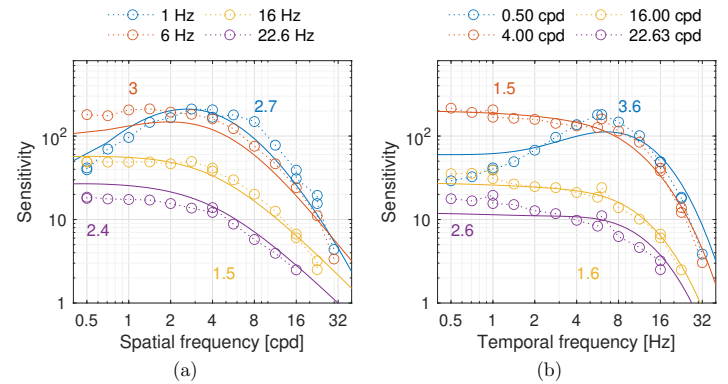 1 Hz 16 Hz
6 Hz 22.6 Hz
3
2.7
2.4
1.5
10²
10
1
Sensitivity
0.5 1 2 4 8 16 32
Spatial frequency [cpd]
(a)
0.50 cpd 16.00 cpd
4.00 cpd 22.63 cpd
1.5
3.6
2.6
1.6
10²
10
1
Sensitivity
0.5 1 2 4 8 16 32
Temporal frequency [Hz]
(b)